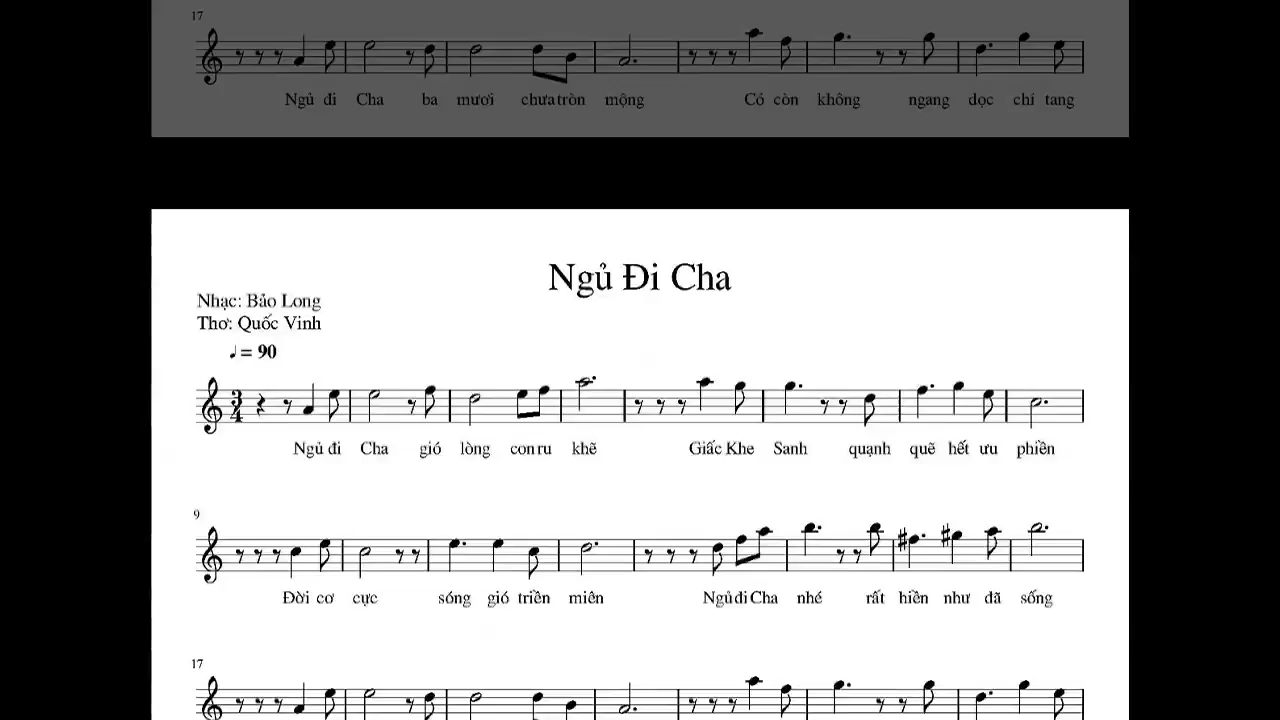 17
Ngủ đi Cha ba mươi chưa tròn mộng Có còn không ngang dọc chí tang
Ngủ Đi Cha
Nhạc: Bảo Long
Thơ: Quốc Vinh
♩ = 90
3
4
Ngủ đi Cha gió lòng con ru khẽ Giấc Khe Sanh quạnh quẽ hết ưu phiền
9
Đời cơ cực sóng gió triền miên Ngủ đi Cha nhé rất hiền như đã sống
17